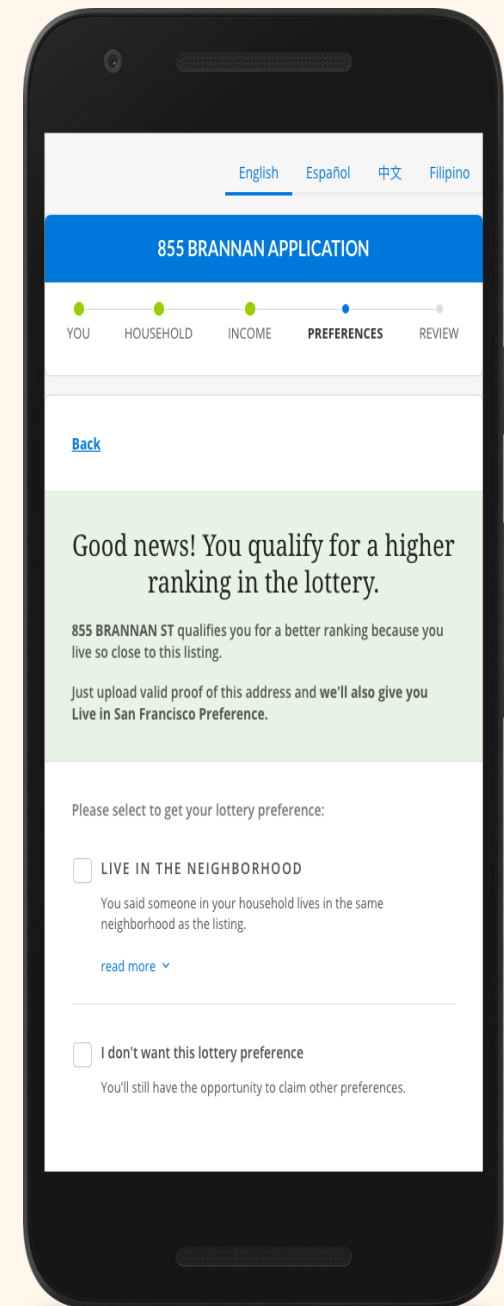 English Español 中文 Filipino
855 BRANNAN APPLICATION
YOU HOUSEHOLD INCOME PREFERENCES REVIEW
Back
Good news! You qualify for a higher
ranking in the lottery.
855 BRANNAN ST qualifies you for a better ranking because you
live so close to this listing.
Just upload valid proof of this address and we'll also give you
Live in San Francisco Preference.
Please select to get your lottery preference:
LIVE IN THE NEIGHBORHOOD
You said someone in your household lives in the same
neighborhood as the listing.
read more
I don't want this lottery preference
You'll still have the opportunity to claim other preferences.